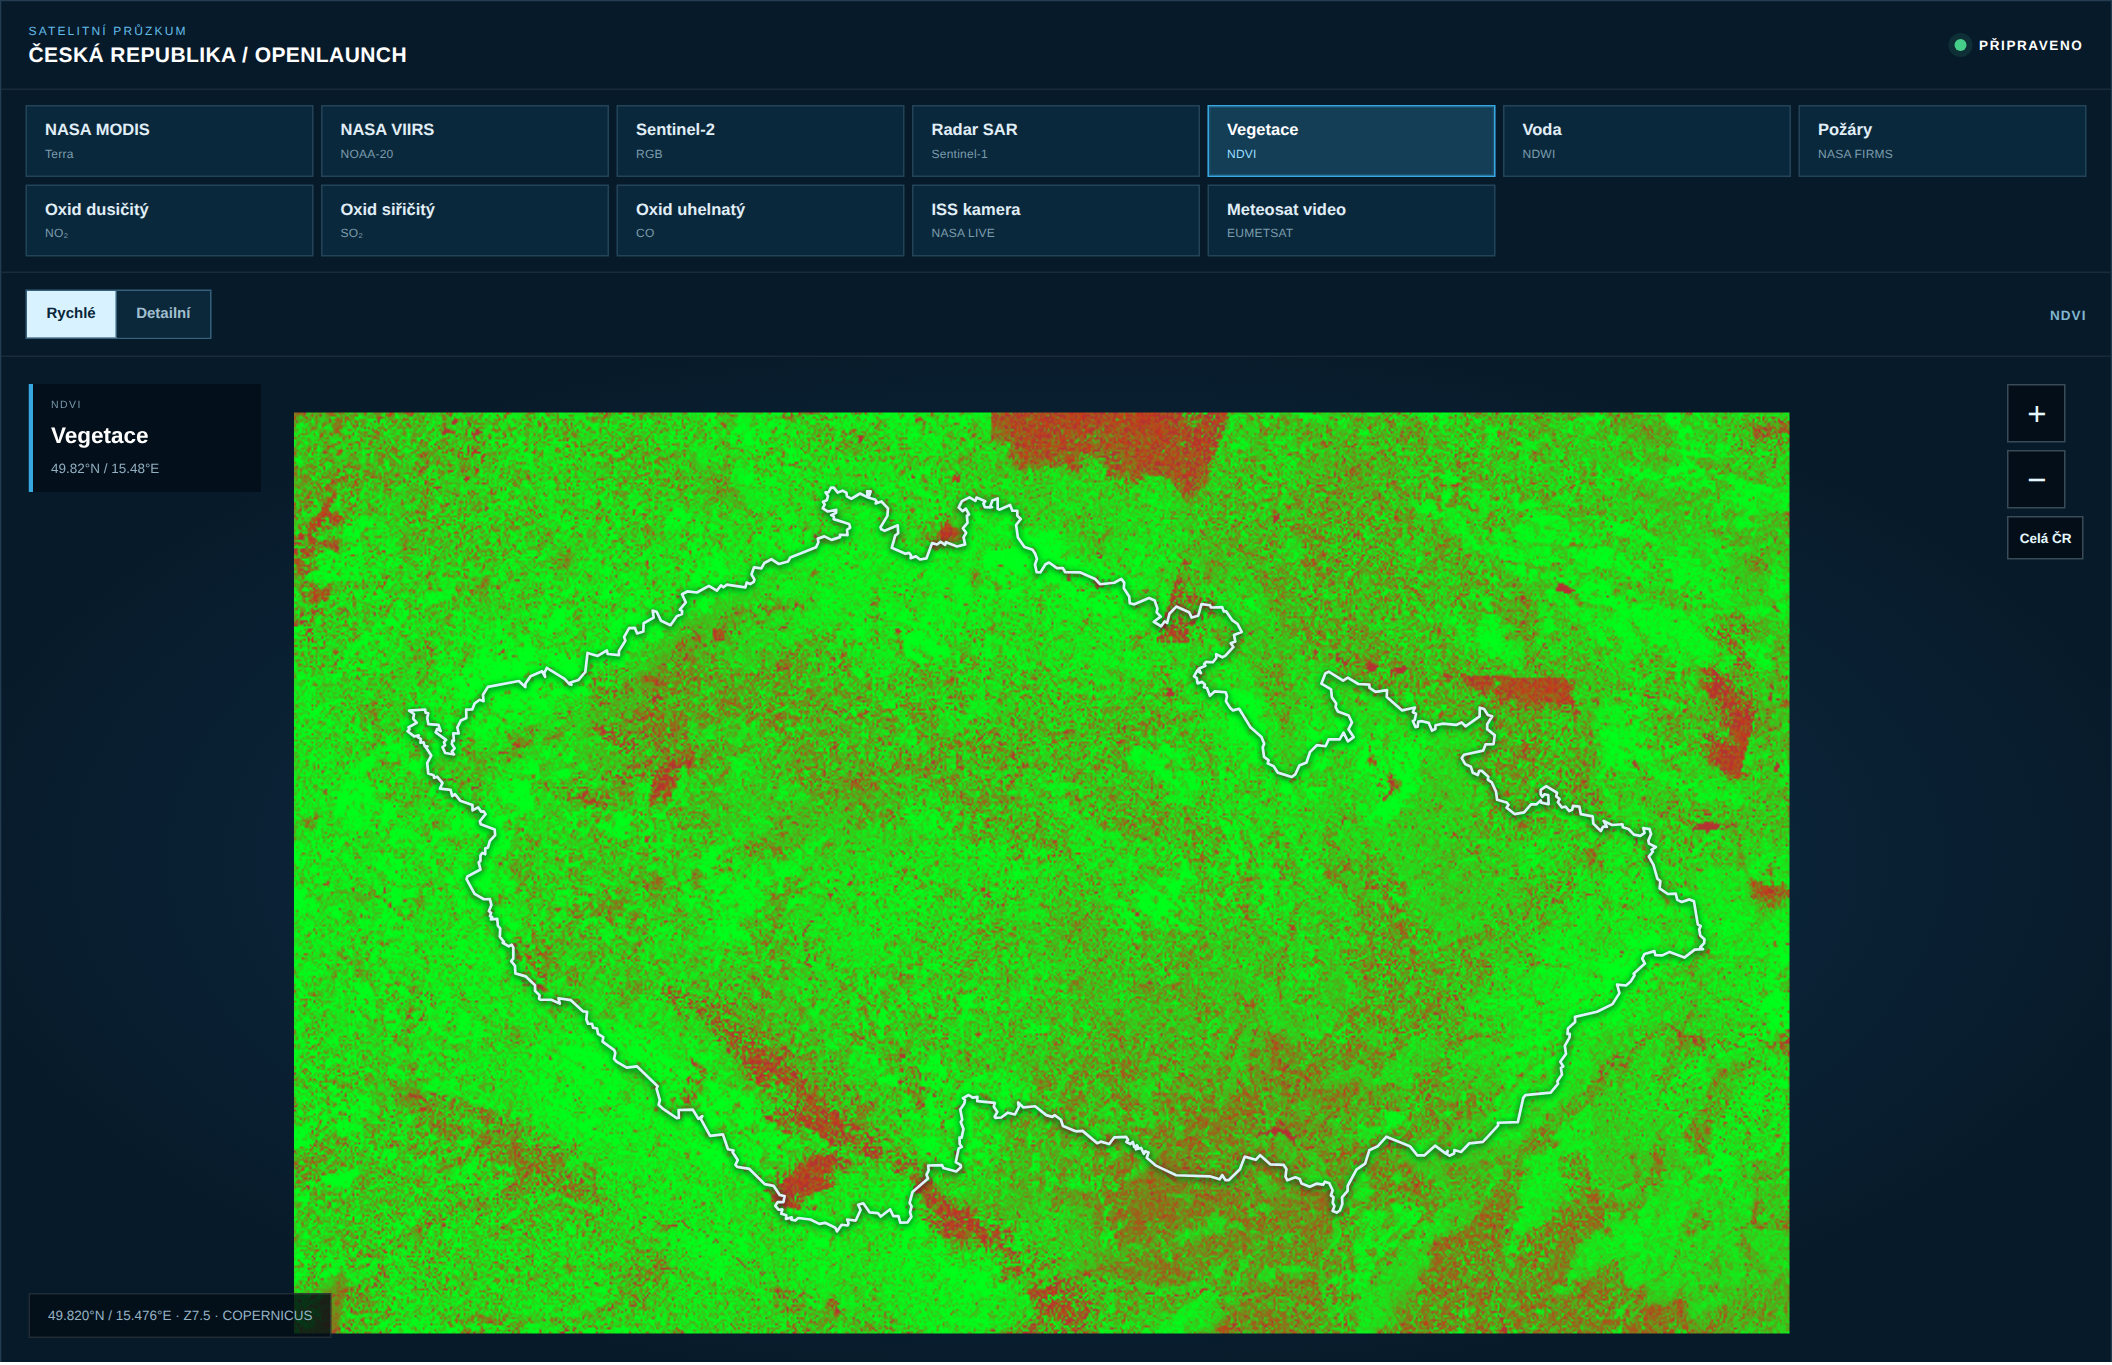 SATELITNÍ PRŮZKUM
ČESKÁ REPUBLIKA / OPENLAUNCH
PŘIPRAVENO
NASA MODIS
Terra
NASA VIIRS
NOAA-20
Sentinel-2
RGB
Radar SAR
Sentinel-1
Vegetace
NDVI
Voda
NDWI
Požáry
NASA FIRMS
Oxid dusičitý
NO₂
Oxid siřičitý
SO₂
Oxid uhelnatý
CO
ISS kamera
NASA LIVE
Meteosat video
EUMETSAT
Rychlé
Detailní
NDVI
NDVI
Vegetace
49.82°N / 15.48°E
+
−
Celá ČR
49.820°N / 15.476°E · Z7.5 · COPERNICUS